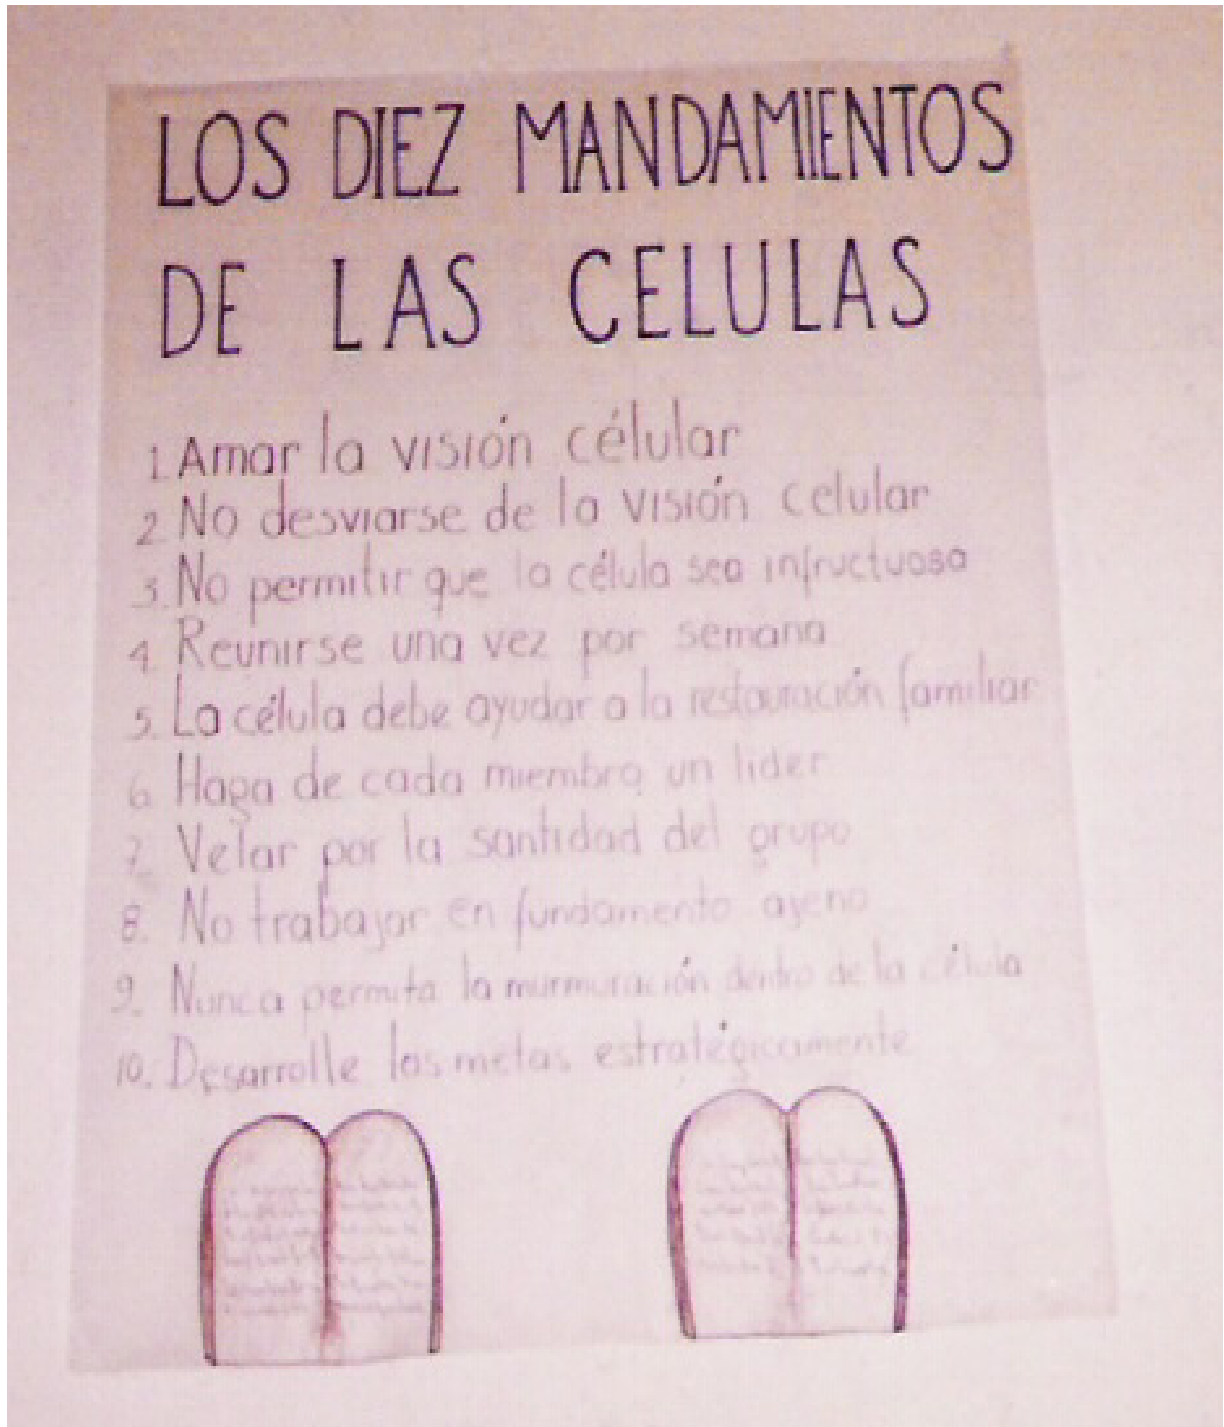 LOS DIEZ MANDAMIENTOS
DE LAS CELULAS
1. Amar la visión célular
2. No desviarse de la visión celular
3. No permitir que la célula sea infructuosa
4. Reunirse una vez por semana
5. La célula debe ayudar a la restauración familiar
6. Haga de cada miembro un lider
7. Velar por la santidad del grupo
8. No trabajar en fundamento ajeno
9. Nunca permita la murmuración dentro de la célula
10. Desarrolle las metas estratégicamente